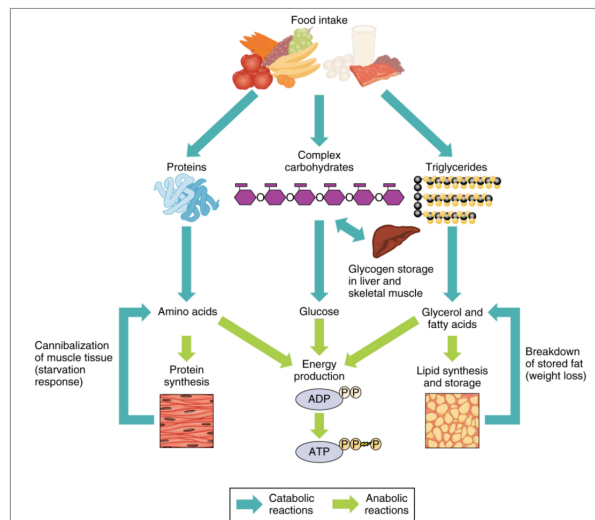 Food intake
Proteins
Complex
carbohydrates
Triglycerides
Glycogen storage
in liver and
skeletal muscle
Amino acids
Glucose
Glycerol and
fatty acids
Cannibalization
of muscle tissue
(starvation
response)
Protein
synthesis
Energy
production
Lipid synthesis
and storage
Breakdown
of stored fat
(weight loss)
ADP P P
ATP P P P
Catabolic
reactions
Anabolic
reactions